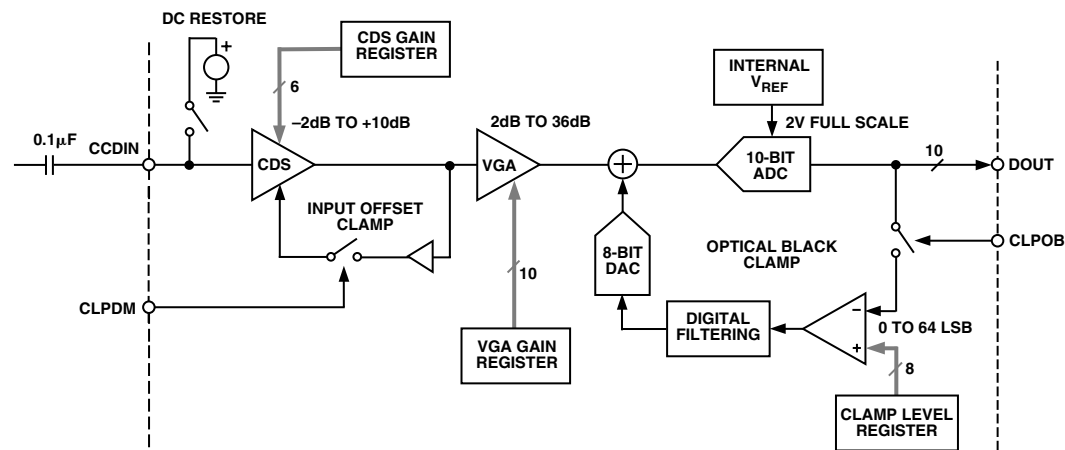 DC RESTORE
+
CDS GAIN
REGISTER
6
–2dB TO +10dB
0.1μF
CCDIN
CDS
2dB TO 36dB
VGA
INTERNAL
VREF
2V FULL SCALE
10-BIT
ADC
10
DOUT
INPUT OFFSET
CLAMP
CLPDM
10
VGA GAIN
REGISTER
+
8-BIT
DAC
OPTICAL BLACK
CLAMP
CLPOB
DIGITAL
FILTERING
–
+
0 TO 64 LSB
8
CLAMP LEVEL
REGISTER